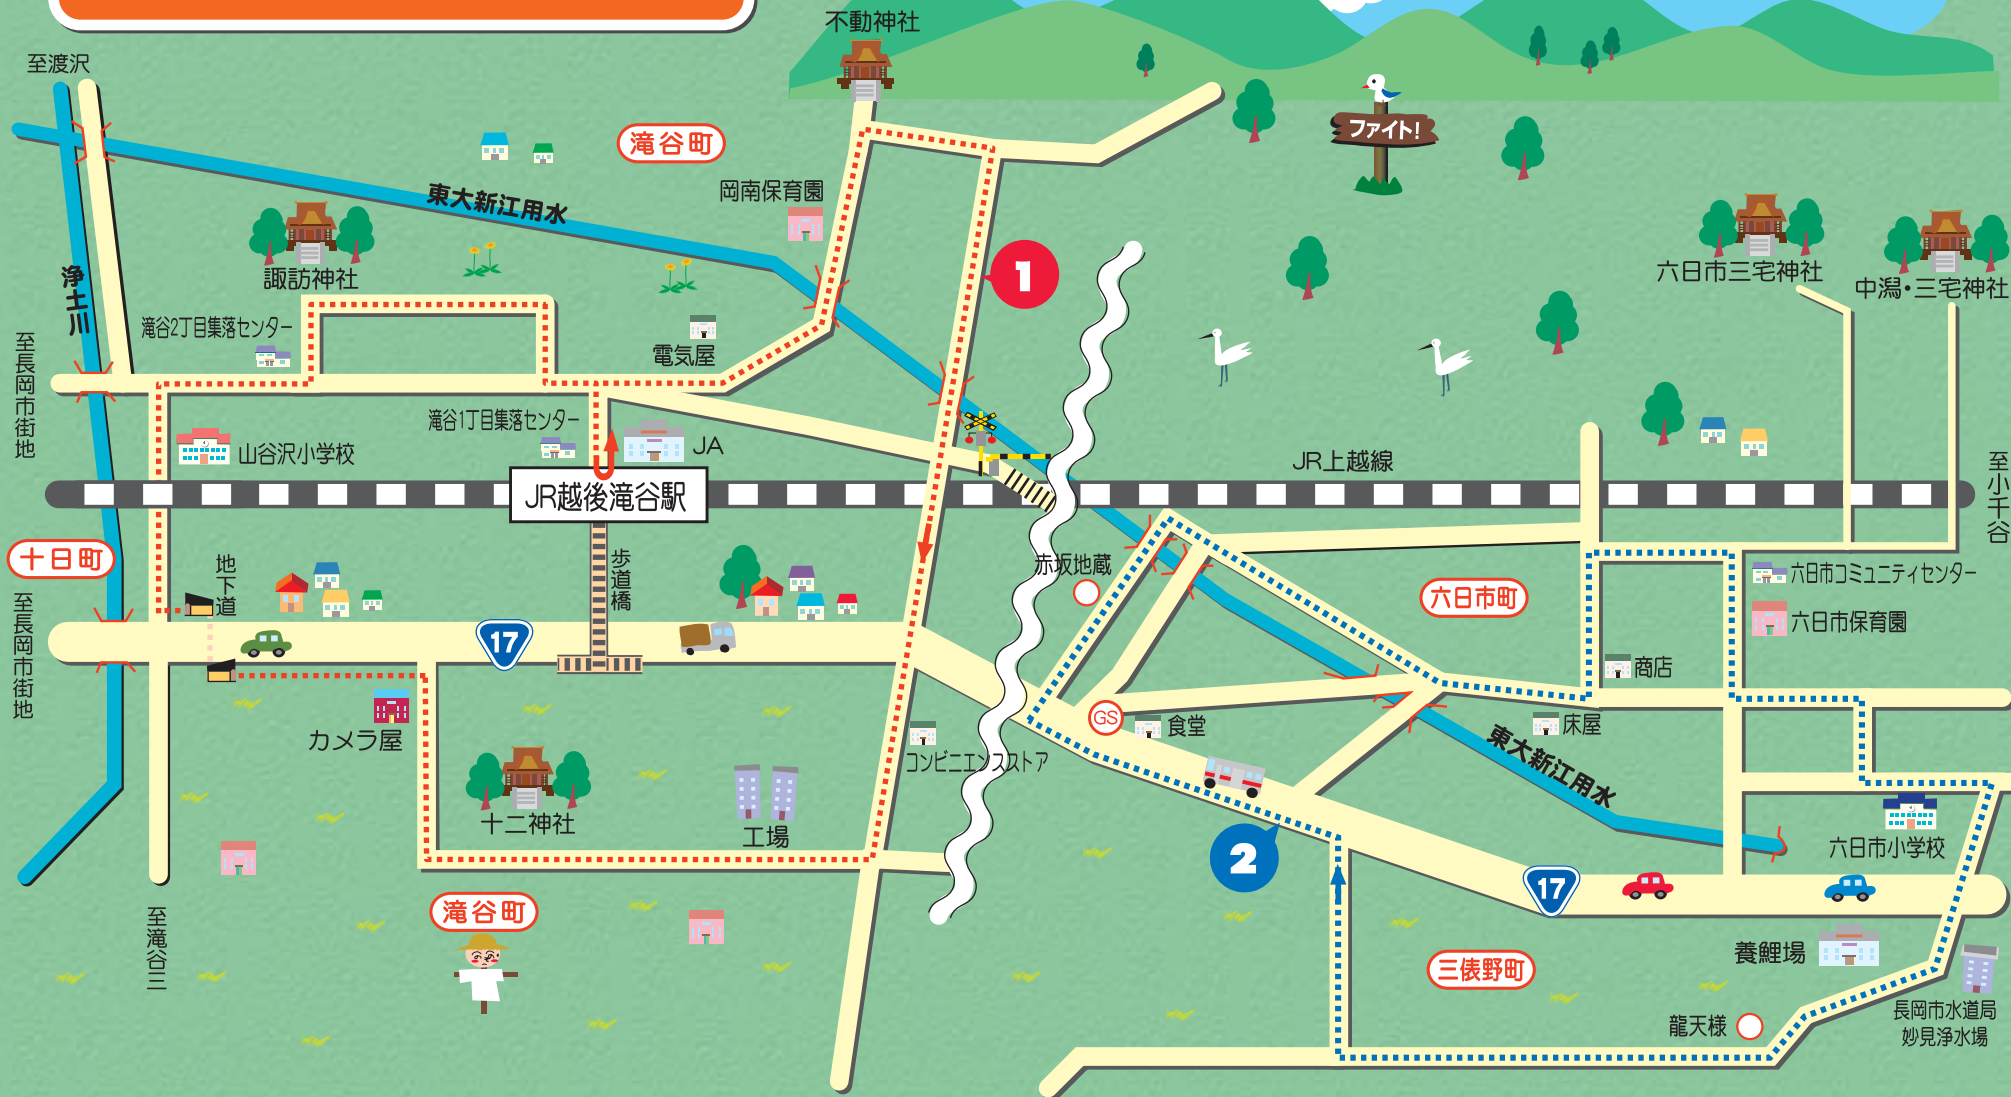 不動神社
至渡沢
ファイト!
滝谷町
岡南保育園
東大新江用水
浄土川
諏訪神社
六日市三宅神社
中潟・三宅神社
1
滝谷2丁目集落センター
至長岡市街地
電気屋
滝谷1丁目集落センター
山谷沢小学校
JA
JR上越線
JR越後滝谷駅
至小千谷
十日町
地下道
歩道橋
赤坂地蔵
六日市コミュニティセンター
六日市町
六日市保育園
至長岡市街地
17
商店
GS
食堂
床屋
カメラ屋
コンビニエンスストア
東大新江用水
十二神社
工場
六日市小学校
2
17
滝谷町
至滝谷三
養鯉場
三俵野町
長岡市水道局
妙見浄水場
龍天様